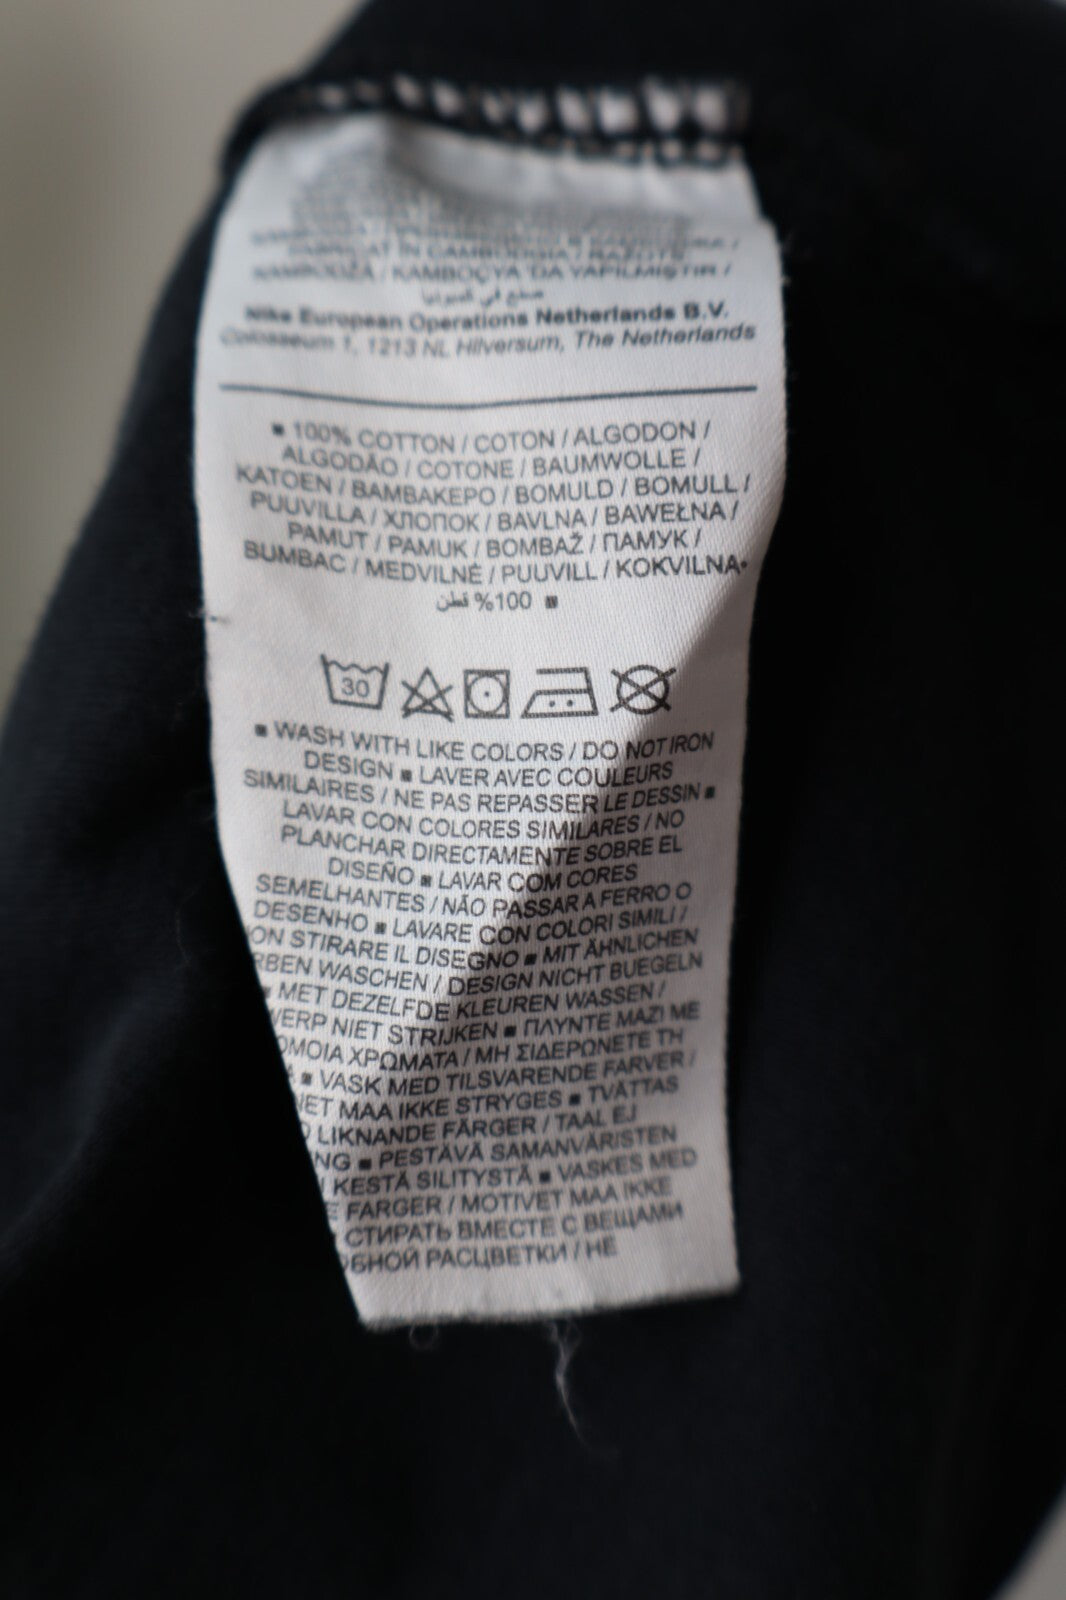 FABRICAT ÎN CAMBODGIA / RAŽOTS
KAMBODŽĀ / KAMBOÇYA'DA YAPILMIŞTIR /
صنع في كمبوديا
Nike European Operations Netherlands B.V.
Colosseum 1, 1213 NL Hilversum, The Netherlands
■ 100% COTTON / COTON / ALGODON /
ALGODÃO / COTONE / BAUMWOLLE /
KATOEN / BAMBAKEPO / BOMULD / BOMULL /
PUUVILLA / ХЛОПОК / BAVLNA / BAWEŁNA /
PAMUT / PAMUK / BOMBAŽ / ПАМУК /
BUMBAC / MEDVILNĖ / PUUVILL / KOKVILNA
■ 100% قطن
30
■ WASH WITH LIKE COLORS / DO NOT IRON
DESIGN ■ LAVER AVEC COULEURS
SIMILAIRES / NE PAS REPASSER LE DESSIN ■
LAVAR CON COLORES SIMILARES / NO
PLANCHAR DIRECTAMENTE SOBRE EL
DISEÑO ■ LAVAR COM CORES
SEMELHANTES / NÃO PASSAR A FERRO O
DESENHO ■ LAVARE CON COLORI SIMILI /
ON STIRARE IL DISEGNO ■ MIT ÄHNLICHEN
RBEN WASCHEN / DESIGN NICHT BUEGELN
■ MET DEZELFDE KLEUREN WASSEN /
WERP NIET STRIJKEN ■ ΠΛΥΝΤΕ ΜΑΖΙ ΜΕ
ΟΜΟΙΑ ΧΡΩΜΑΤΑ / ΜΗ ΣΙΔΕΡΩΝΕΤΕ ΤΗ
■ VASK MED TILSVARENDE FARVER /
ET MAA IKKE STRYGES ■ TVÄTTAS
LIKNANDE FÄRGER / TAAL EJ
NG ■ PESTÄVÄ SAMANVÄRISTEN
KESTÄ SILITYSTÄ ■ VASKES MED
E FARGER / MOTIVET MAA IKKE
СТИРАТЬ ВМЕСТЕ С ВЕЩАМИ
ОБНОЙ РАСЦВЕТКИ / НЕ